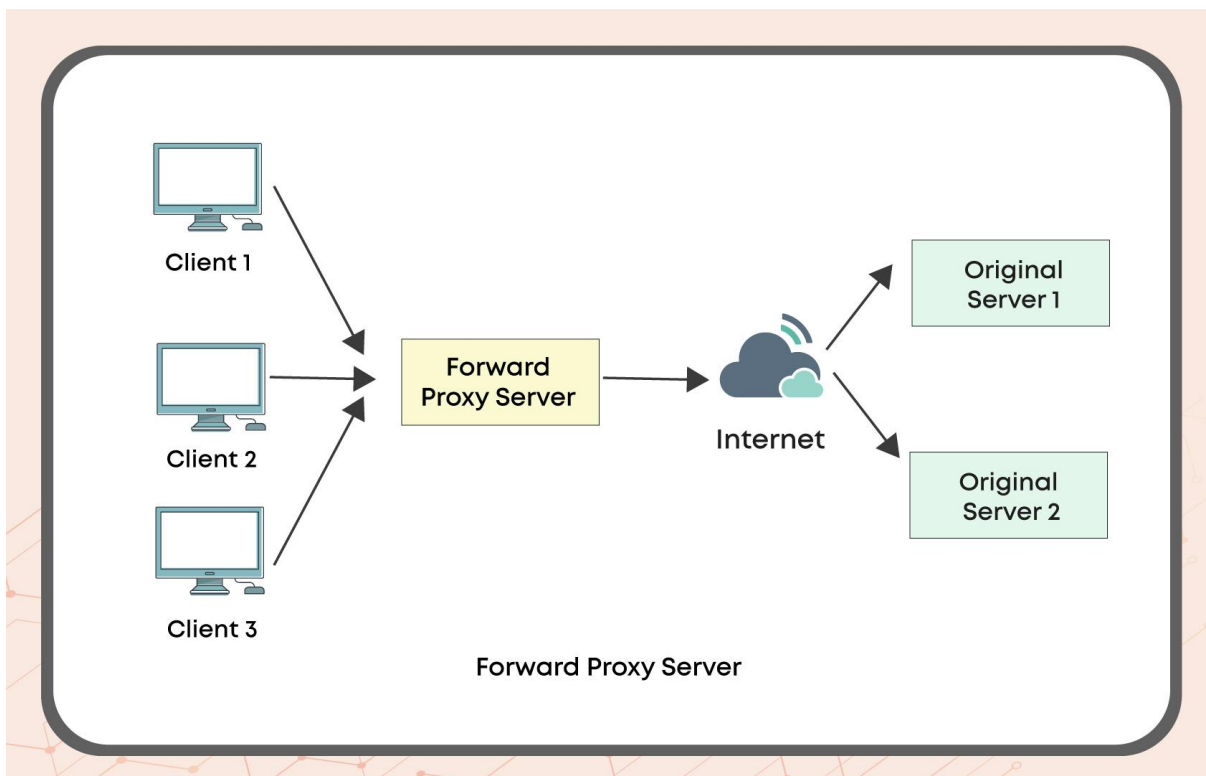 Client 1
Client 2
Client 3
Forward
Proxy Server
Internet
Original
Server 1
Original
Server 2
Forward Proxy Server